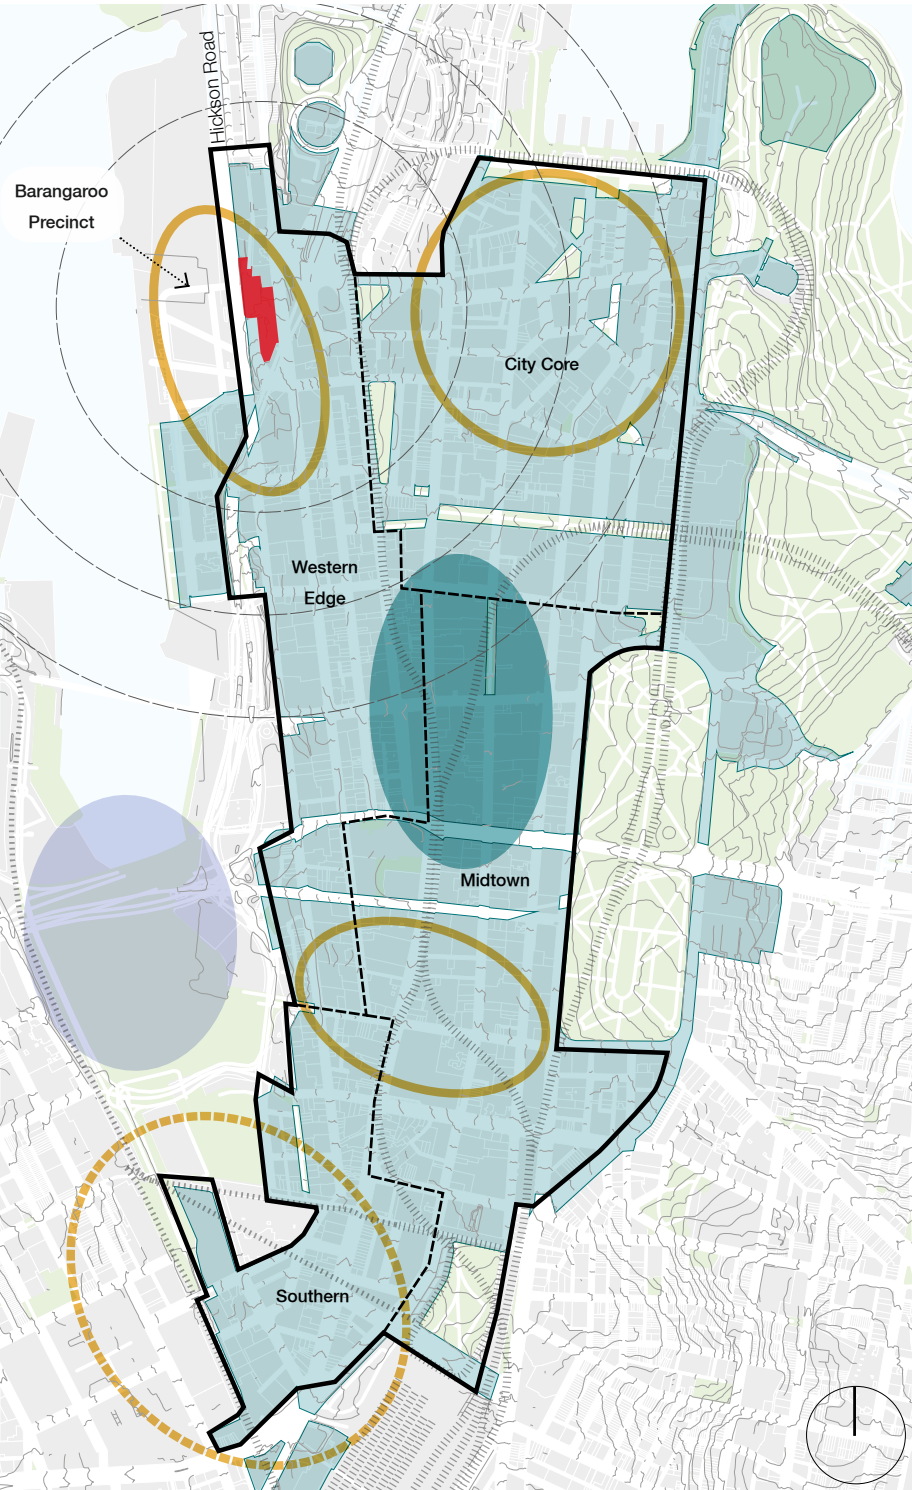 Hickson Road
Barangaroo
Precinct
City Core
Western
Edge
Midtown
Southern